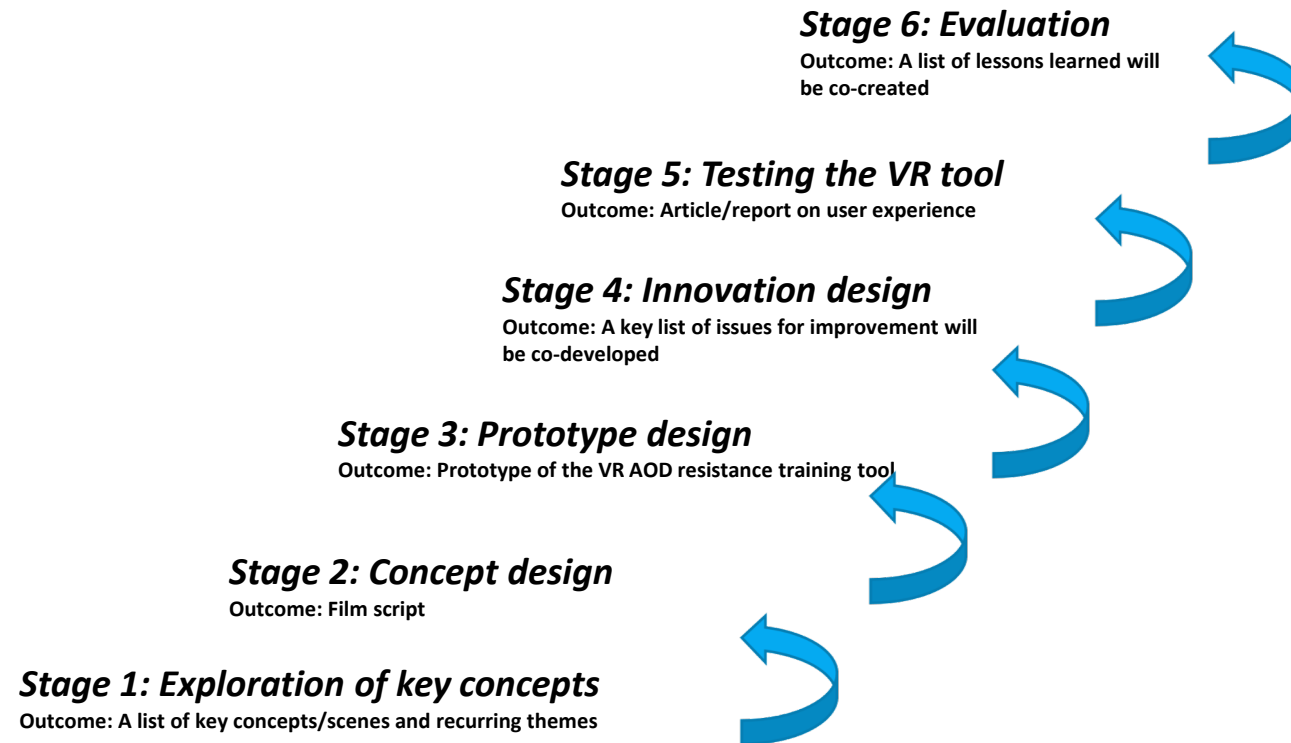 Stage 6: Evaluation
Outcome: A list of lessons learned will
be co-created
Stage 5: Testing the VR tool
Outcome: Article/report on user experience
Stage 4: Innovation design
Outcome: A key list of issues for improvement will
be co-developed
Stage 3: Prototype design
Outcome: Prototype of the VR AOD resistance training tool
Stage 2: Concept design
Outcome: Film script
Stage 1: Exploration of key concepts
Outcome: A list of key concepts/scenes and recurring themes